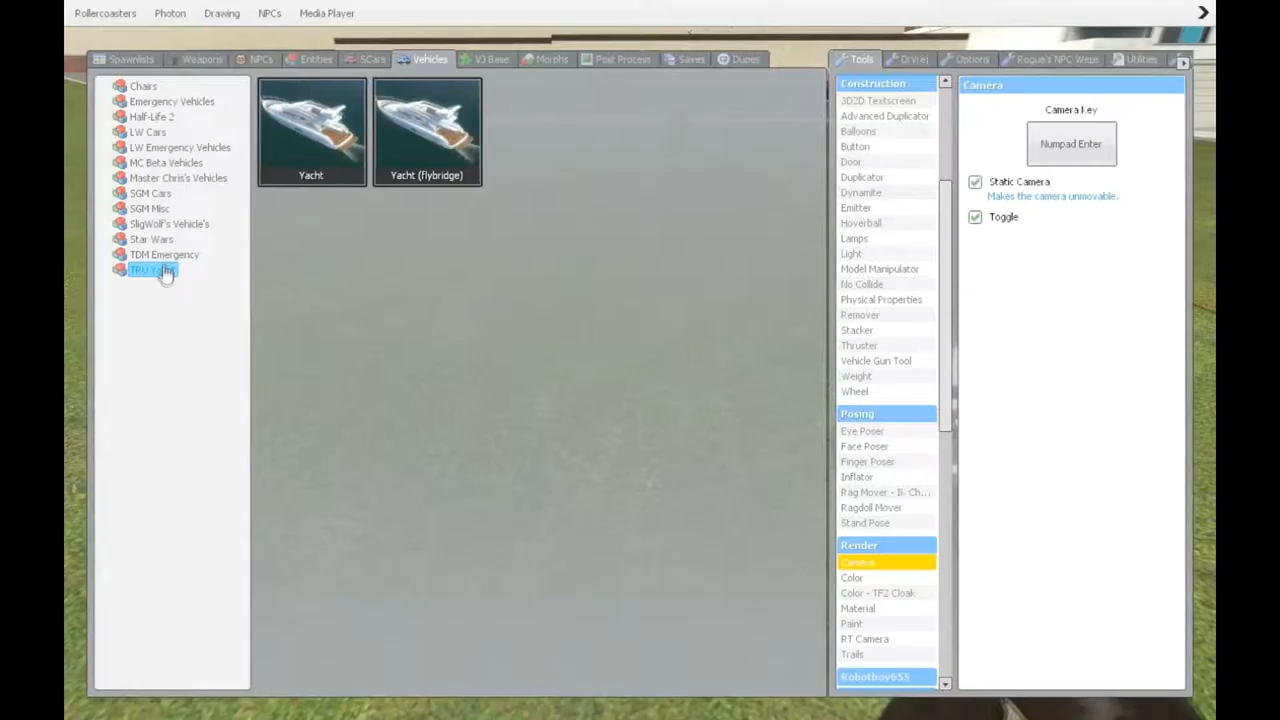 Rollercoasters Photon Drawing NPCs Media Player
Spawnlists Weapons NPCs Entities SCars Vehicles VJ Base Morphs Post Process Saves Dupes
Chairs
Emergency Vehicles
Half-Life 2
LW Cars
LW Emergency Vehicles
MC Beta Vehicles
Master Chris's Vehicles
SGM Cars
SGM Misc
SligWolf's Vehicle's
Star Wars
TDM Emergency
TRU
Yacht
Yacht (flybridge)
Tools Options Rogue's NPC Weps Utilities
Construction
3D2D Textscreen
Advanced Duplicator
Balloons
Button
Door
Duplicator
Dynamite
Emitter
Hoverball
Lamps
Light
Model Manipulator
No Collide
Physical Properties
Remover
Stacker
Thruster
Vehicle Gun Tool
Weight
Wheel
Posing
Eye Poser
Face Poser
Finger Poser
Inflator
Rag Mover - IK Ch...
Ragdoll Mover
Stand Pose
Render
Camera
Color
Color - TF2 Cloak
Material
Paint
RT Camera
Trails
Robotboy655
Camera
Camera Key
Numpad Enter
Static Camera
Makes the camera unmovable.
Toggle